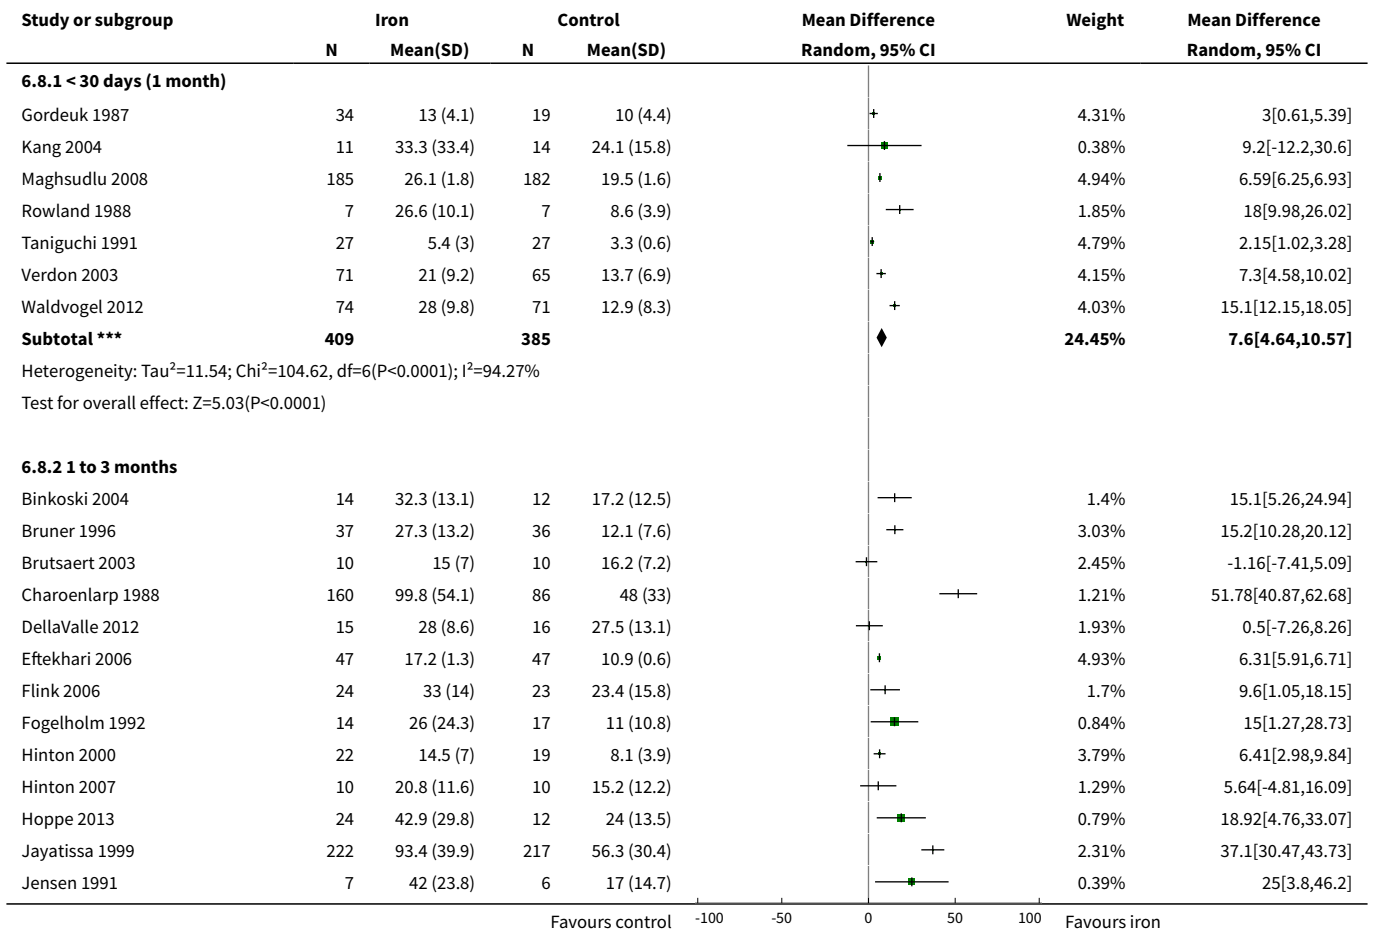 Study or subgroup Iron Control Mean Difference Weight Mean Difference
N Mean(SD) N Mean(SD) Random, 95% CI Random, 95% CI
6.8.1 < 30 days (1 month)
Gordeuk 1987 34 13 (4.1) 19 10 (4.4) 4.31% 3[0.61,5.39]
Kang 2004 11 33.3 (33.4) 14 24.1 (15.8) 0.38% 9.2[-12.2,30.6]
Maghsudlu 2008 185 26.1 (1.8) 182 19.5 (1.6) 4.94% 6.59[6.25,6.93]
Rowland 1988 7 26.6 (10.1) 7 8.6 (3.9) 1.85% 18[9.98,26.02]
Taniguchi 1991 27 5.4 (3) 27 3.3 (0.6) 4.79% 2.15[1.02,3.28]
Verdon 2003 71 21 (9.2) 65 13.7 (6.9) 4.15% 7.3[4.58,10.02]
Waldvogel 2012 74 28 (9.8) 71 12.9 (8.3) 4.03% 15.1[12.15,18.05]
Subtotal *** 409 385 24.45% 7.6[4.64,10.57]
Heterogeneity: Tau²=11.54; Chi²=104.62, df=6(P<0.0001); I²=94.27%
Test for overall effect: Z=5.03(P<0.0001)
6.8.2 1 to 3 months
Binkoski 2004 14 32.3 (13.1) 12 17.2 (12.5) 1.4% 15.1[5.26,24.94]
Bruner 1996 37 27.3 (13.2) 36 12.1 (7.6) 3.03% 15.2[10.28,20.12]
Brutsaert 2003 10 15 (7) 10 16.2 (7.2) 2.45% -1.16[-7.41,5.09]
Charoenlarp 1988 160 99.8 (54.1) 86 48 (33) 1.21% 51.78[40.87,62.68]
DellaValle 2012 15 28 (8.6) 16 27.5 (13.1) 1.93% 0.5[-7.26,8.26]
Eftekhari 2006 47 17.2 (1.3) 47 10.9 (0.6) 4.93% 6.31[5.91,6.71]
Flink 2006 24 33 (14) 23 23.4 (15.8) 1.7% 9.6[1.05,18.15]
Fogelholm 1992 14 26 (24.3) 17 11 (10.8) 0.84% 15[1.27,28.73]
Hinton 2000 22 14.5 (7) 19 8.1 (3.9) 3.79% 6.41[2.98,9.84]
Hinton 2007 10 20.8 (11.6) 10 15.2 (12.2) 1.29% 5.64[-4.81,16.09]
Hoppe 2013 24 42.9 (29.8) 12 24 (13.5) 0.79% 18.92[4.76,33.07]
Jayatissa 1999 222 93.4 (39.9) 217 56.3 (30.4) 2.31% 37.1[30.47,43.73]
Jensen 1991 7 42 (23.8) 6 17 (14.7) 0.39% 25[3.8,46.2]
Favours control -100 -50 0 50 100 Favours iron